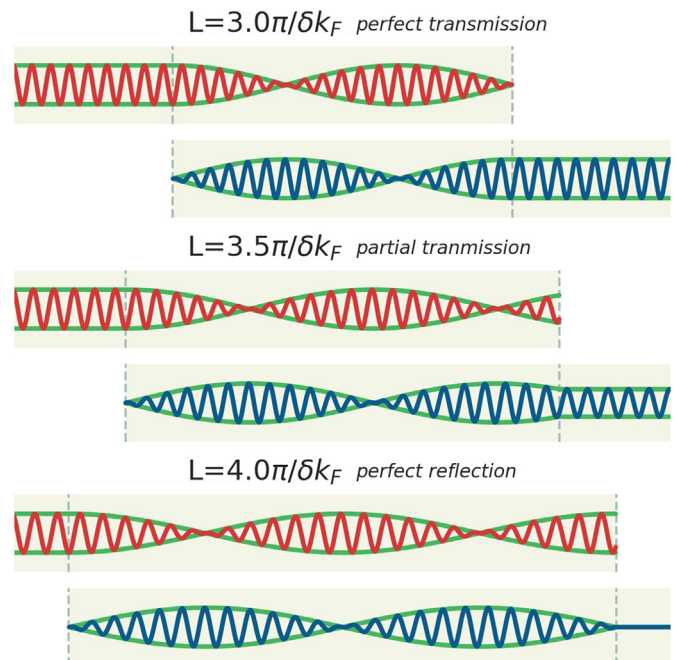 L=3.0π/δk_F perfect transmission
L=3.5π/δk_F partial tranmission
L=4.0π/δk_F perfect reflection